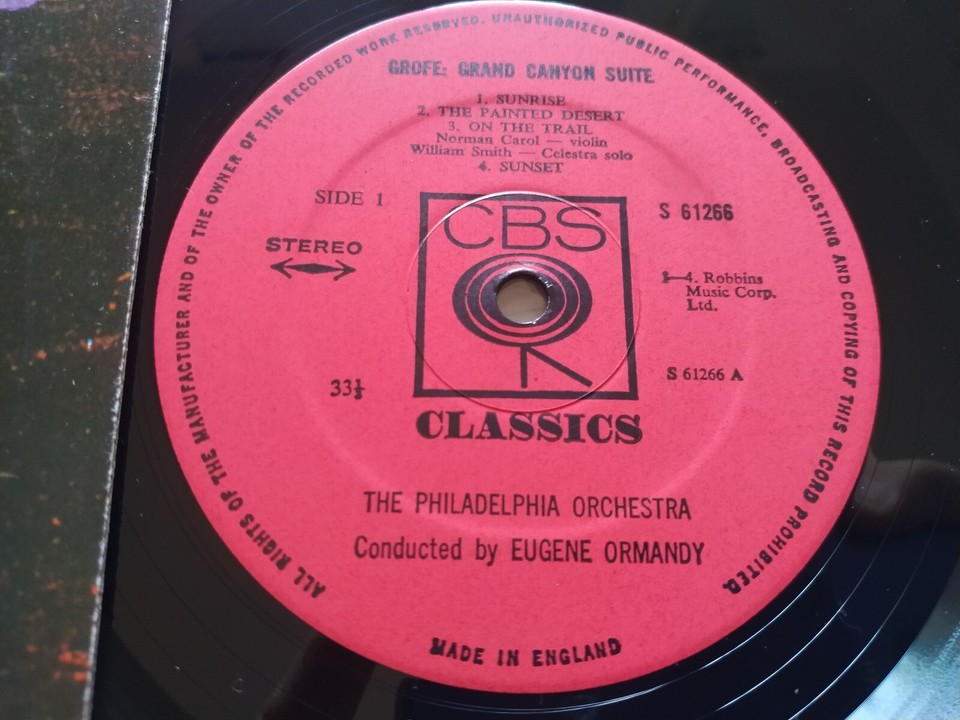 ALL RIGHTS OF THE MANUFACTURER AND OF THE OWNER OF THE RECORDED WORK RESERVED. UNAUTHORIZED PUBLIC PERFORMANCE, BROADCASTING AND COPYING OF THIS RECORD PROHIBITED.
GROFE: GRAND CANYON SUITE
1. SUNRISE
2. THE PAINTED DESERT
3. ON THE TRAIL
Norman Carol — violin
William Smith — Celestra solo
4. SUNSET
SIDE 1
CBS
S 61266
STEREO
4. Robbins
Music Corp.
Ltd.
33⅓
S 61266 A
CLASSICS
THE PHILADELPHIA ORCHESTRA
Conducted by EUGENE ORMANDY
MADE IN ENGLAND